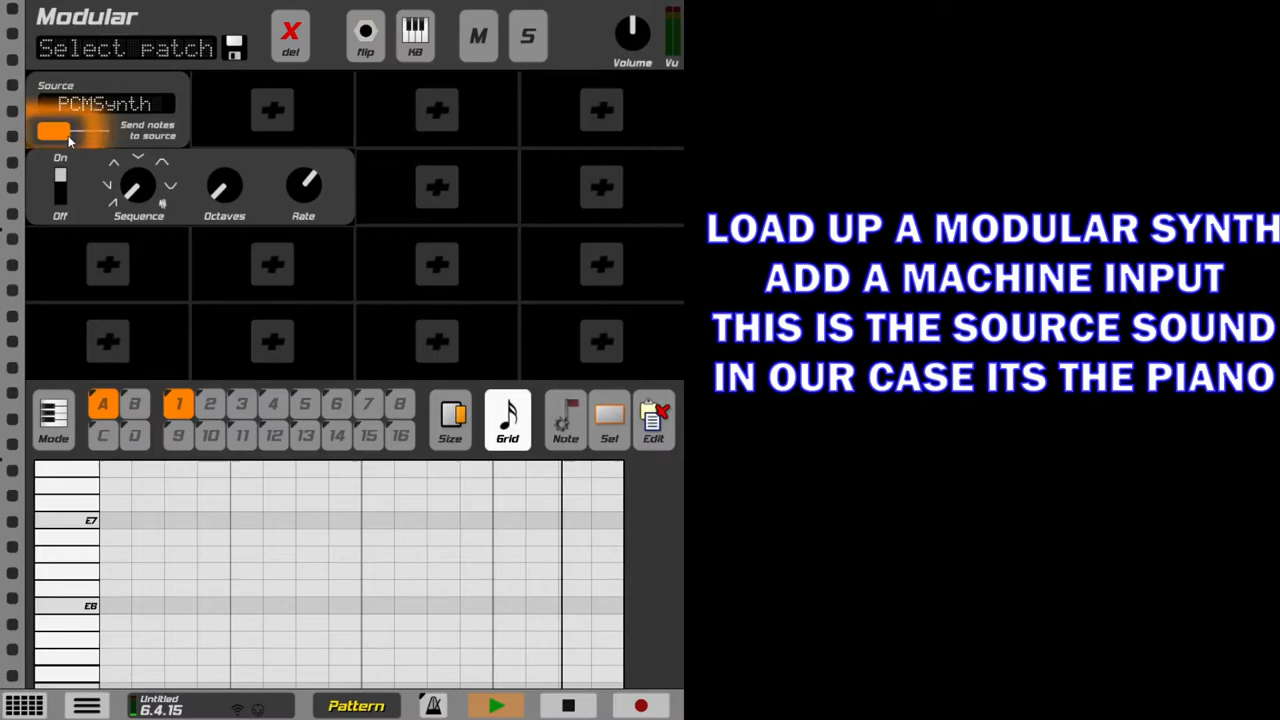 Modular
Select patch
del
flip
KB
M
S
Volume
Vu
Source
PCMSynth
Send notes
to source
On
Off
Sequence
Octaves
Rate
LOAD UP A MODULAR SYNTH
ADD A MACHINE INPUT
THIS IS THE SOURCE SOUND
IN OUR CASE ITS THE PIANO
Mode
A B
C D
1 2 3 4 5 6 7 8
9 10 11 12 13 14 15 16
Size
Grid
Note
Sel
Edit
E7
E6
Untitled
6.4.15
Pattern